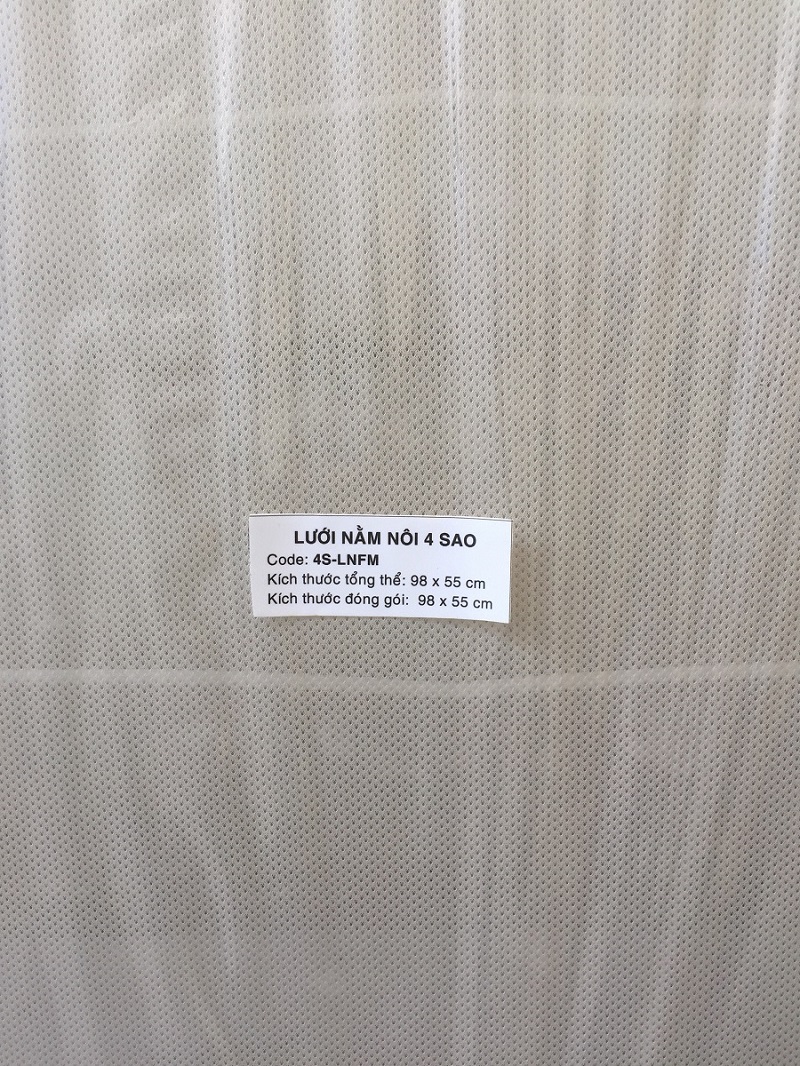 LƯỚI NẰM NÔI 4 SAO
Code: 4S-LNFM
Kích thước tổng thể: 98 x 55 cm
Kích thước đóng gói: 98 x 55 cm